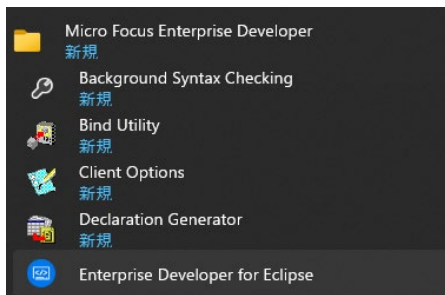 Micro Focus Enterprise Developer
新規
Background Syntax Checking
新規
Bind Utility
新規
Client Options
新規
Declaration Generator
新規
Enterprise Developer for Eclipse